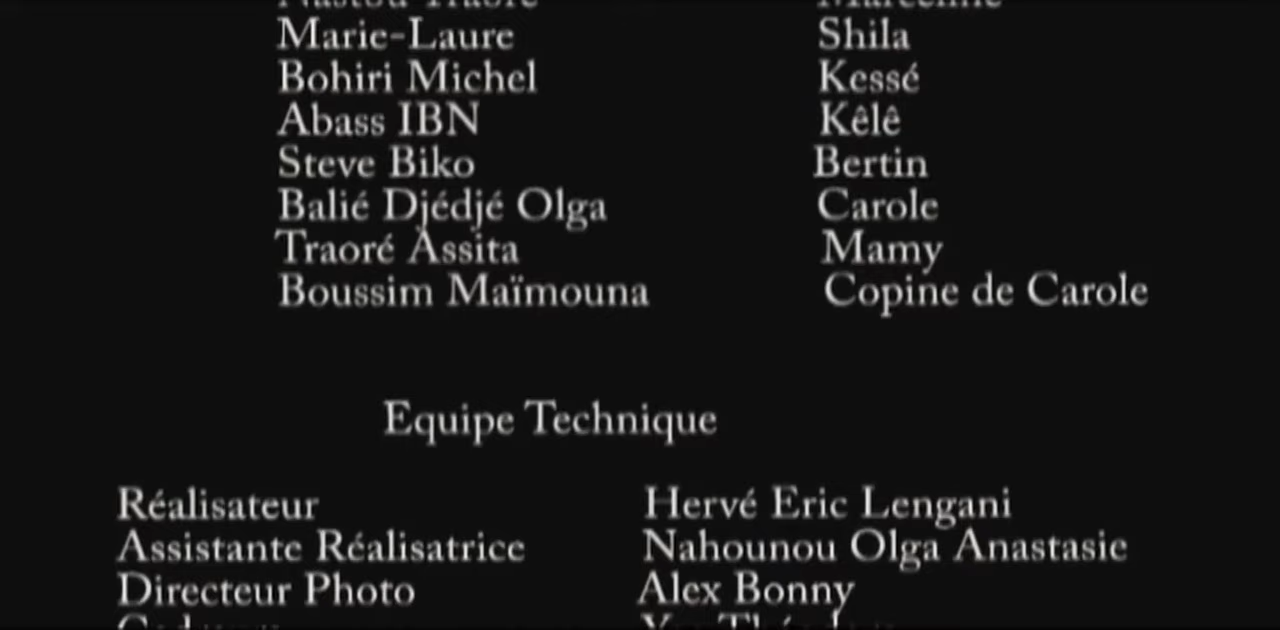 Marie-Laure Shila
Bohiri Michel Kessé
Abass IBN Kêlê
Steve Biko Bertin
Balié Djédjé Olga Carole
Traoré Assita Mamy
Boussim Maïmouna Copine de Carole
Equipe Technique
Réalisateur Hervé Eric Lengani
Assistante Réalisatrice Nahounou Olga Anastasie
Directeur Photo Alex Bonny